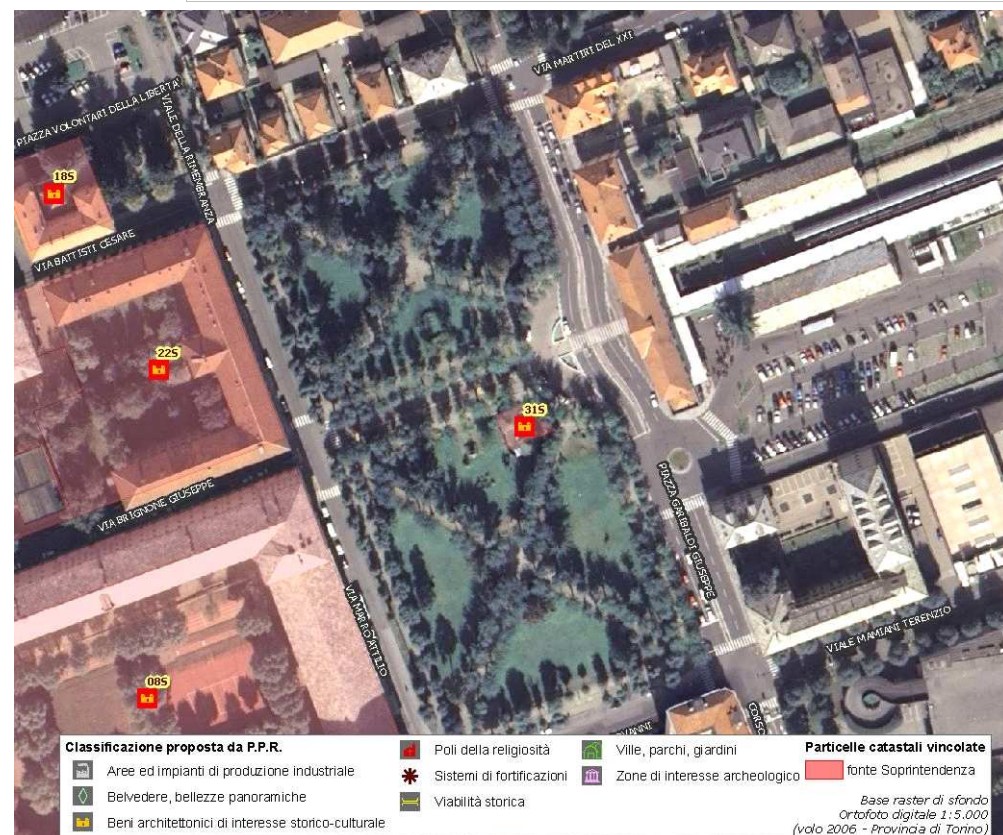 VIA MARTIRI DEL XXI
PIAZZA VOLONTARI DELLA LIBERTA'
VIALE DELLA RIMEMBRANZA
18S
VIA BATTISTI CESARE
22S
31S
VIA BRIGNONE GIUSEPPE
PIAZZA GARIBALDI GIUSEPPE
VIA MARRO ATTILIO
VIALE MAMIANI TERENZIO
08S
CORSO
Classificazione proposta da P.P.R.
Aree ed impianti di produzione industriale
Belvedere, bellezze panoramiche
Beni architettonici di interesse storico-culturale
Poli della religiosità
Sistemi di fortificazioni
Viabilità storica
Ville, parchi, giardini
Zone di interesse archeologico
Particelle catastali vincolate
fonte Soprintendenza
Base raster di sfondo
Ortofoto digitale 1:5.000
(volo 2006 - Provincia di Torino)